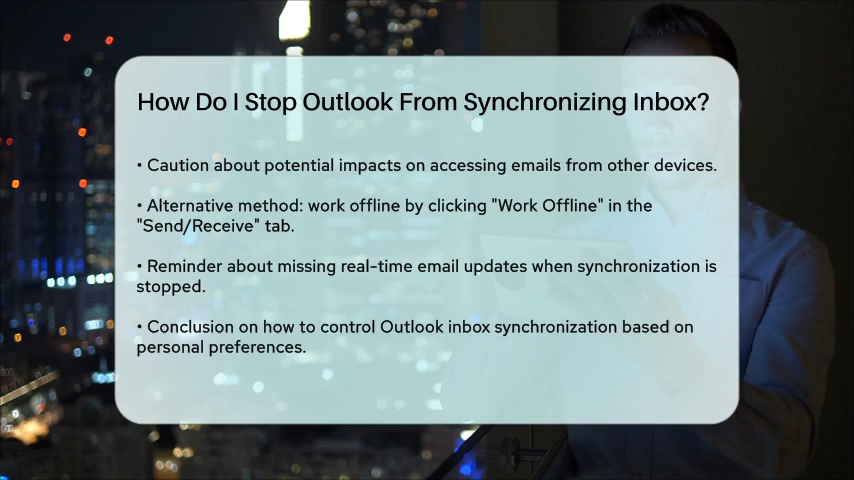 How Do I Stop Outlook From Synchronizing Inbox?
• Caution about potential impacts on accessing emails from other devices.
• Alternative method: work offline by clicking "Work Offline" in the
"Send/Receive" tab.
• Reminder about missing real-time email updates when synchronization is
stopped.
• Conclusion on how to control Outlook inbox synchronization based on
personal preferences.